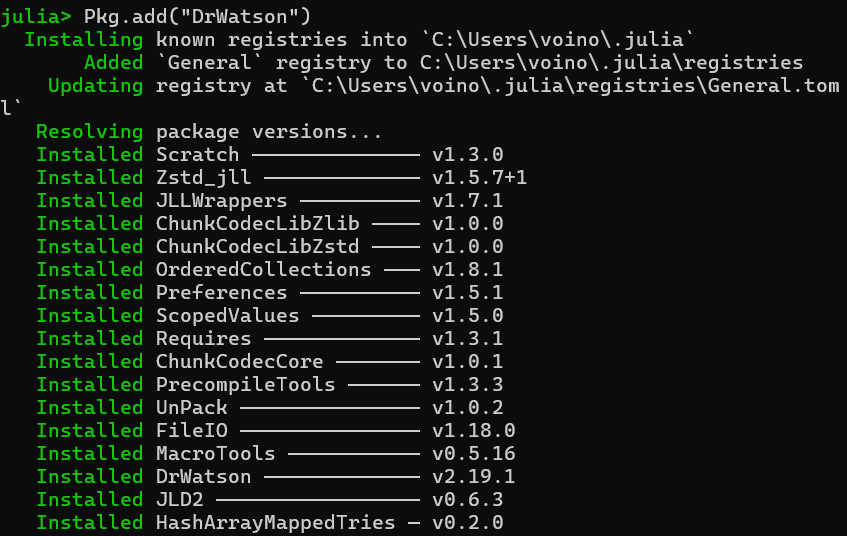 julia> Pkg.add("DrWatson")
Installing known registries into `C:\Users\voino\.julia`
Added `General` registry to C:\Users\voino\.julia\registries
Updating registry at `C:\Users\voino\.julia\registries\General.tom
l`
Resolving package versions...
Installed Scratch ────────────── v1.3.0
Installed Zstd_jll ───────────── v1.5.7+1
Installed JLLWrappers ────────── v1.7.1
Installed ChunkCodecLibZlib ──── v1.0.0
Installed ChunkCodecLibZstd ──── v1.0.0
Installed OrderedCollections ─── v1.8.1
Installed Preferences ────────── v1.5.1
Installed ScopedValues ───────── v1.5.0
Installed Requires ───────────── v1.3.1
Installed ChunkCodecCore ─────── v1.0.1
Installed PrecompileTools ────── v1.3.3
Installed UnPack ─────────────── v1.0.2
Installed FileIO ─────────────── v1.18.0
Installed MacroTools ─────────── v0.5.16
Installed DrWatson ───────────── v2.19.1
Installed JLD2 ───────────────── v0.6.3
Installed HashArrayMappedTries ─ v0.2.0